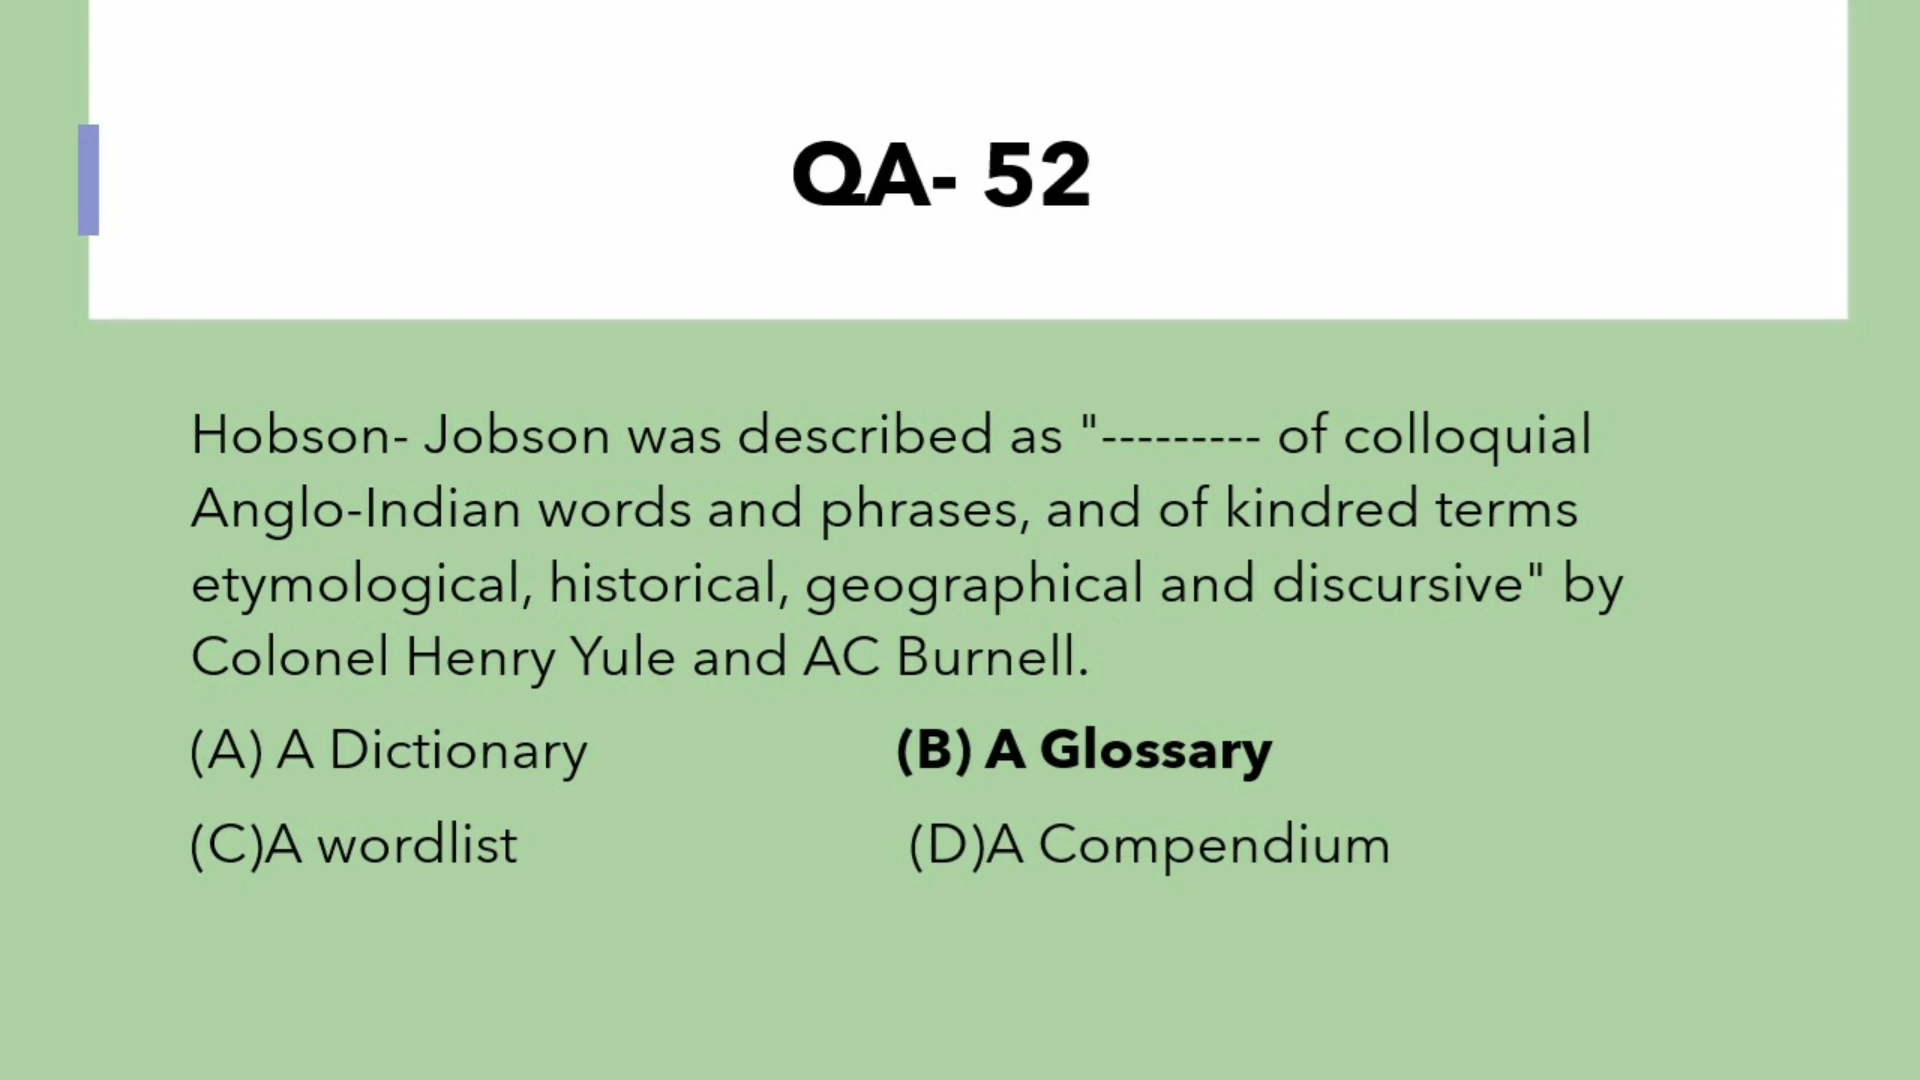 QA- 52
Hobson- Jobson was described as "--------- of colloquial
Anglo-Indian words and phrases, and of kindred terms
etymological, historical, geographical and discursive" by
Colonel Henry Yule and AC Burnell.
(A) A Dictionary (B) A Glossary
(C)A wordlist (D)A Compendium